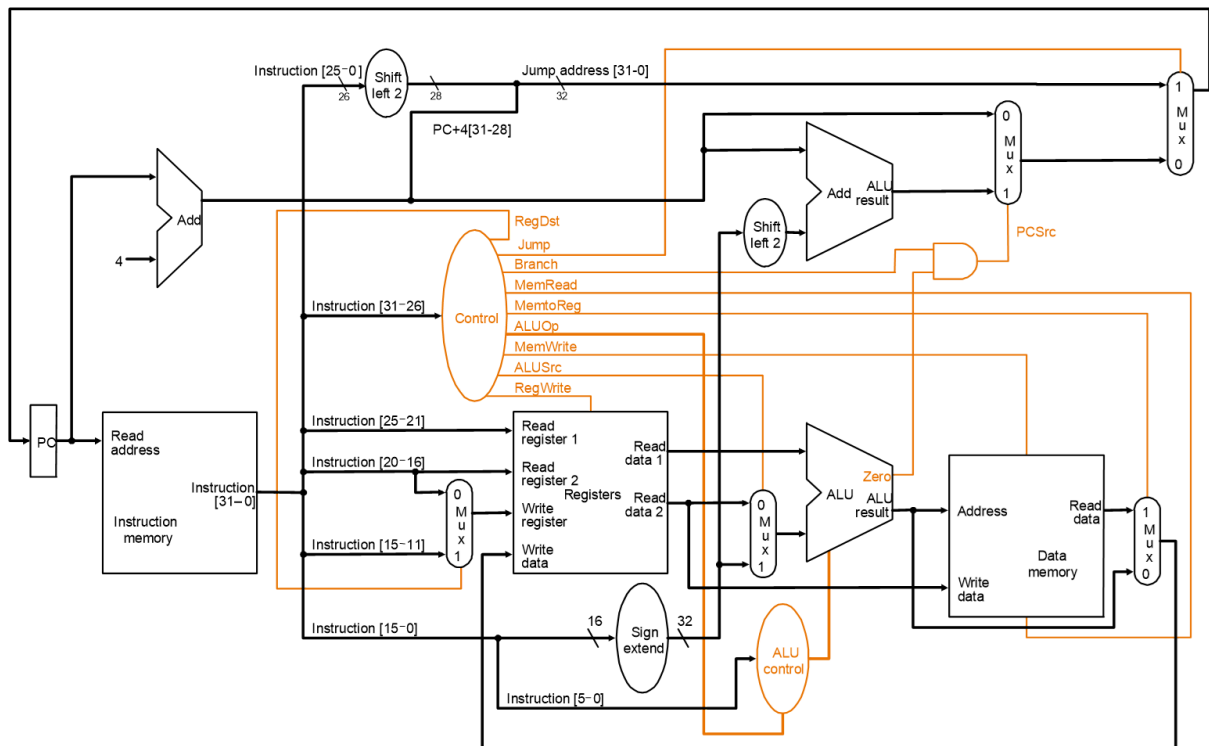 Instruction [25–0]
Shift
left 2
Jump address [31-0]
26
28
32
PC+4[31-28]
1
M
u
x
0
0
M
u
x
1
Add
4
Add
ALU
result
Shift
left 2
PCSrc
RegDst
Jump
Branch
MemRead
MemtoReg
ALUOp
MemWrite
ALUSrc
RegWrite
Instruction [31–26]
Control
PC
Read
address
Instruction
[31–0]
Instruction
memory
Instruction [25–21]
Instruction [20–16]
Instruction [15–11]
0
M
u
x
1
Read
register 1
Read
register 2
Write
register
Write
data
Registers
Read
data 1
Read
data 2
0
M
u
x
1
Zero
ALU
ALU
result
Address
Write
data
Read
data
Data
memory
1
M
u
x
0
Instruction [15–0]
16
Sign
extend
32
ALU
control
Instruction [5–0]